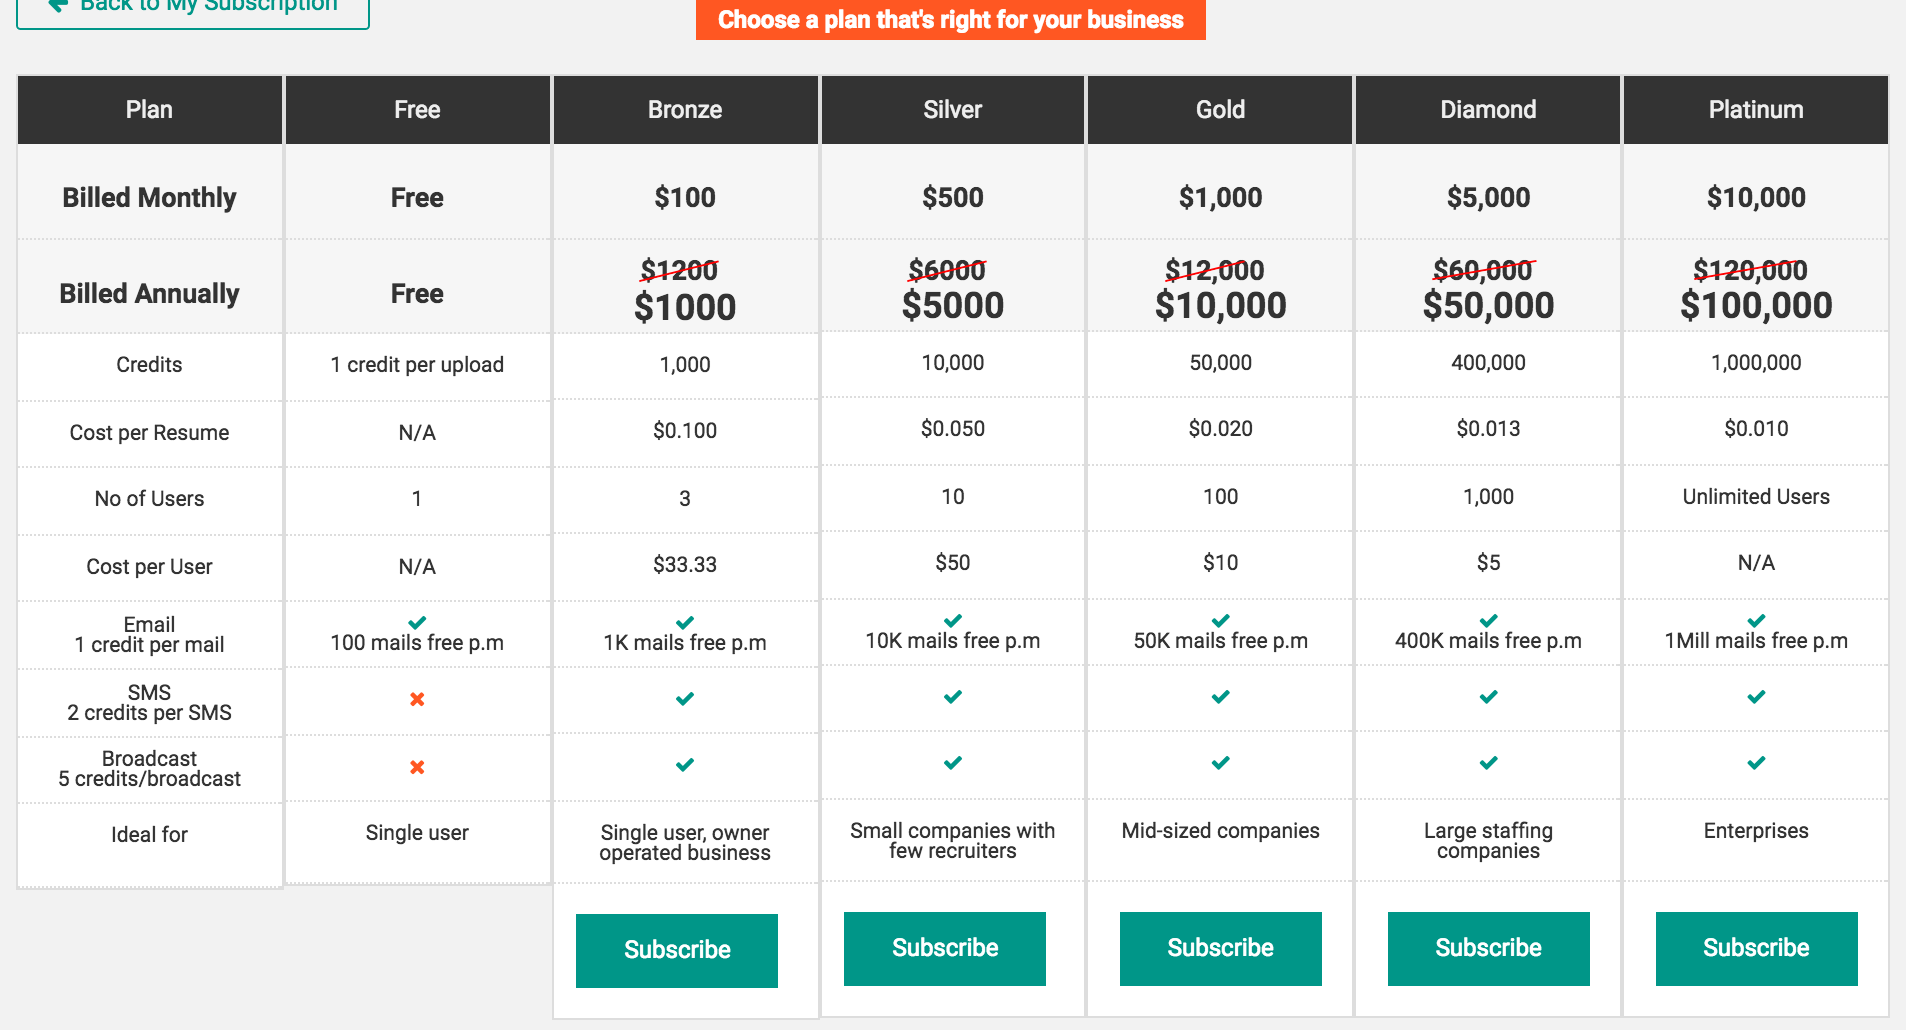 Back to My Subscription
Choose a plan that's right for your business
Plan Free Bronze Silver Gold Diamond Platinum
Billed Monthly Free $100 $500 $1,000 $5,000 $10,000
$1200 $6000 $12,000 $60,000 $120,000
Billed Annually Free $1000 $5000 $10,000 $50,000 $100,000
Credits 1 credit per upload 1,000 10,000 50,000 400,000 1,000,000
Cost per Resume N/A $0.100 $0.050 $0.020 $0.013 $0.010
No of Users 1 3 10 100 1,000 Unlimited Users
Cost per User N/A $33.33 $50 $10 $5 N/A
Email
1 credit per mail 100 mails free p.m 1K mails free p.m 10K mails free p.m 50K mails free p.m 400K mails free p.m 1Mill mails free p.m
SMS
2 credits per SMS
Broadcast
5 credits/broadcast
Ideal for Single user Single user, owner Small companies with Mid-sized companies Large staffing Enterprises
operated business few recruiters companies
Subscribe Subscribe Subscribe Subscribe Subscribe